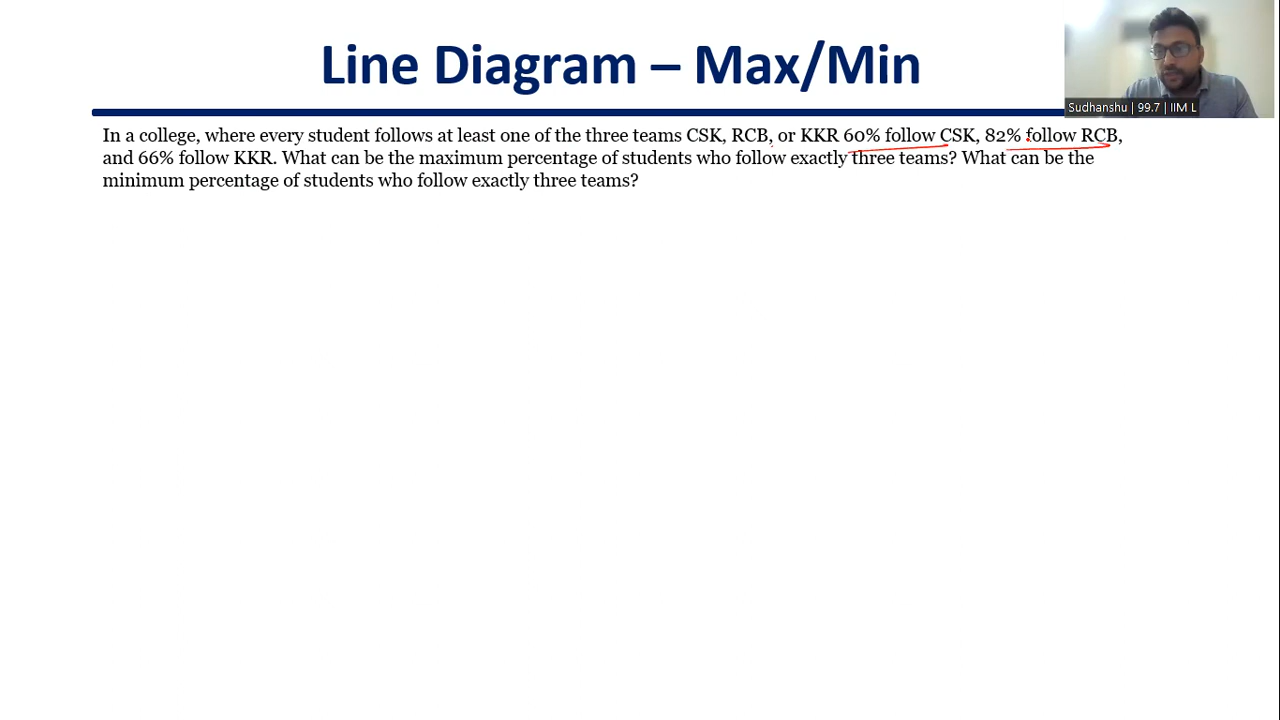 Line Diagram – Max/Min
Sudhanshu | 99.7 | IIM L
In a college, where every student follows at least one of the three teams CSK, RCB, or KKR 60% follow CSK, 82% follow RCB,
and 66% follow KKR. What can be the maximum percentage of students who follow exactly three teams? What can be the
minimum percentage of students who follow exactly three teams?